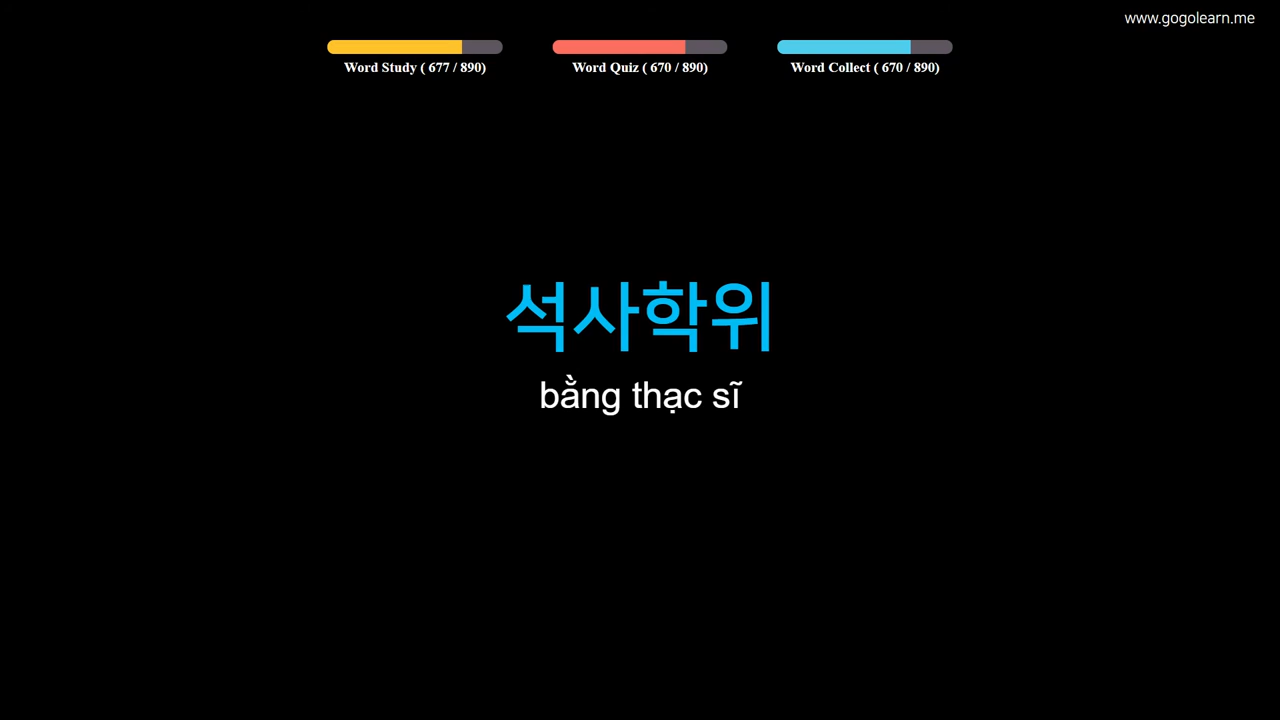 www.gogolearn.me
Word Study ( 677 / 890)
Word Quiz ( 670 / 890)
Word Collect ( 670 / 890)
석사학위
bằng thạc sĩ